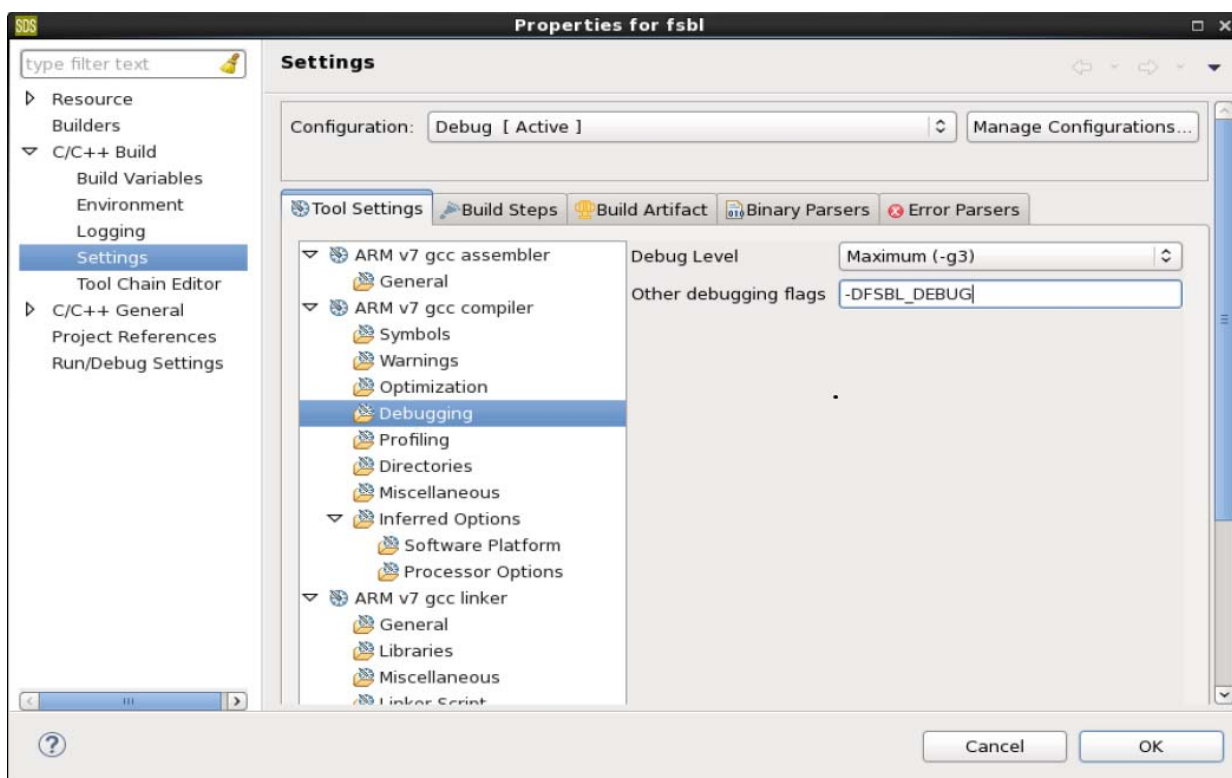 SDS
Properties for fsbl
type filter text
Resource
Builders
C/C++ Build
Build Variables
Environment
Logging
Settings
Tool Chain Editor
C/C++ General
Project References
Run/Debug Settings
Settings
Configuration: Debug [ Active ] Manage Configurations...
Tool Settings Build Steps Build Artifact Binary Parsers Error Parsers
ARM v7 gcc assembler
General
ARM v7 gcc compiler
Symbols
Warnings
Optimization
Debugging
Profiling
Directories
Miscellaneous
Inferred Options
Software Platform
Processor Options
ARM v7 gcc linker
General
Libraries
Miscellaneous
Linker Script
Debug Level Maximum (-g3)
Other debugging flags -DFSBL_DEBUG
? Cancel OK